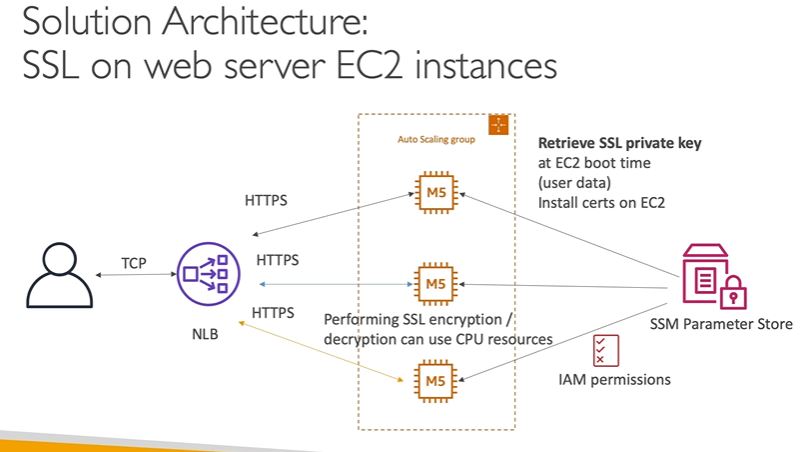 Solution Architecture:
SSL on web server EC2 instances
Auto Scaling group
Retrieve SSL private key
at EC2 boot time
(user data)
Install certs on EC2
M5
HTTPS
TCP
HTTPS
M5
HTTPS
Performing SSL encryption /
decryption can use CPU resources
NLB
SSM Parameter Store
M5
IAM permissions